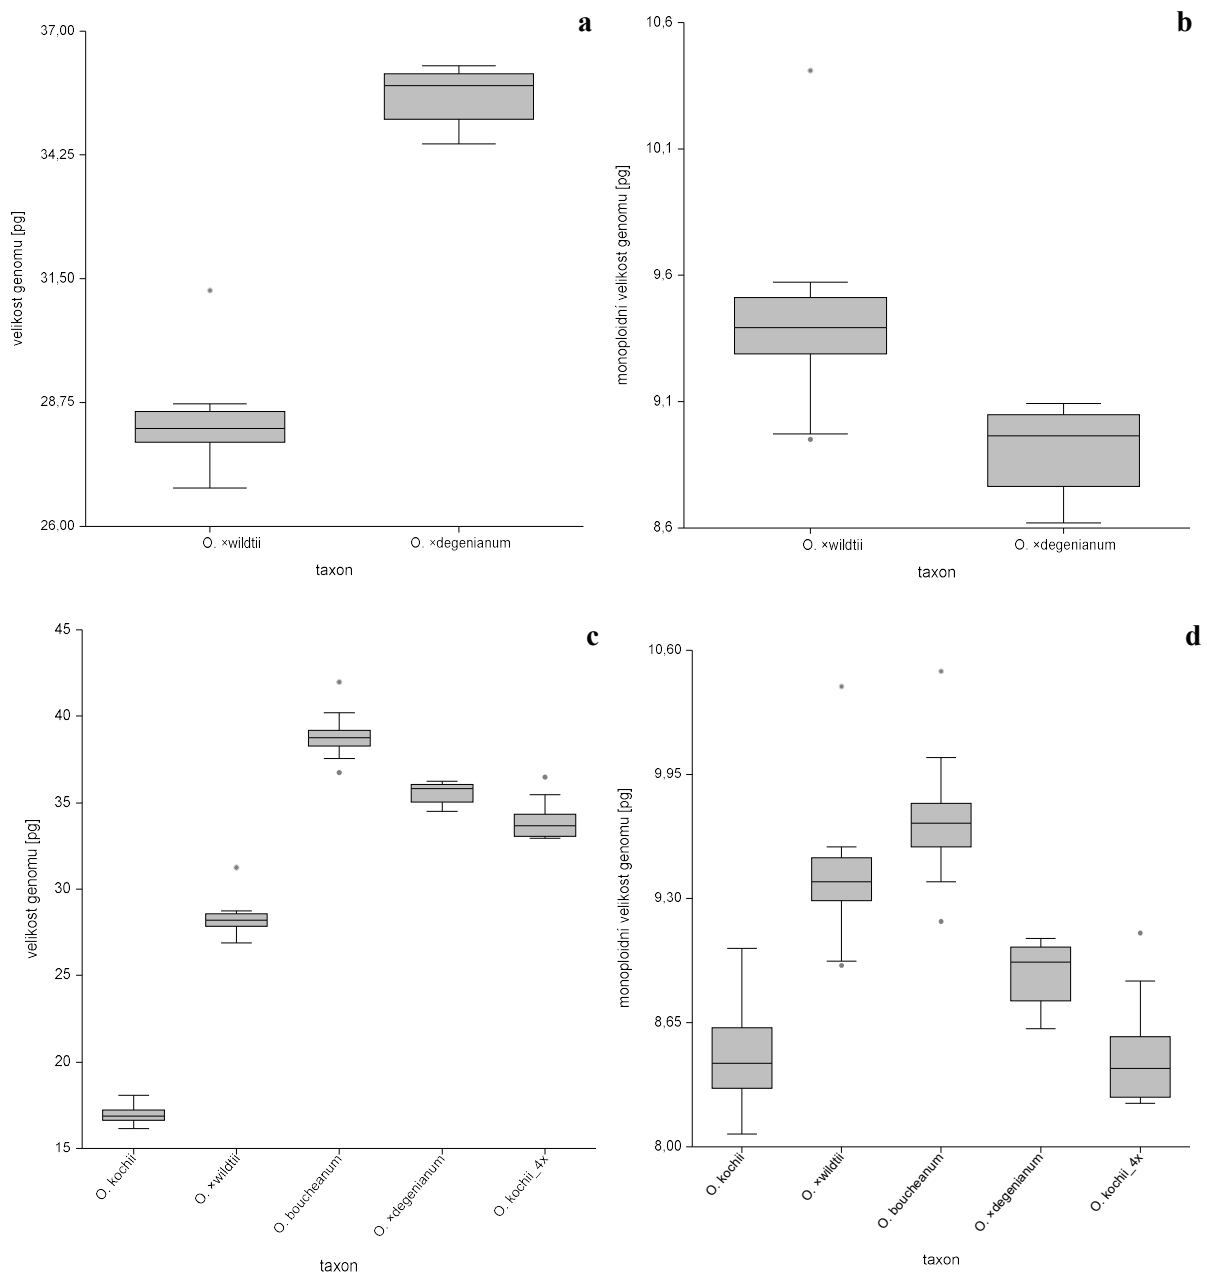 a
37,00
34,25
31,50
28,75
26,00
velikost genomu [pg]
O. ×wildtii
O. ×degenianum
taxon
b
10,6
10,1
9,6
9,1
8,6
monoploidní velikost genomu [pg]
O. ×wildtii
O. ×degenianum
taxon
c
45
40
35
30
25
20
15
velikost genomu [pg]
O. kochii
O. ×wildtii
O. boucheanum
O. ×degenianum
O. kochii_4x
taxon
d
10,60
9,95
9,30
8,65
8,00
monoploidní velikost genomu [pg]
O. kochii
O. ×wildtii
O. boucheanum
O. ×degenianum
O. kochii_4x
taxon